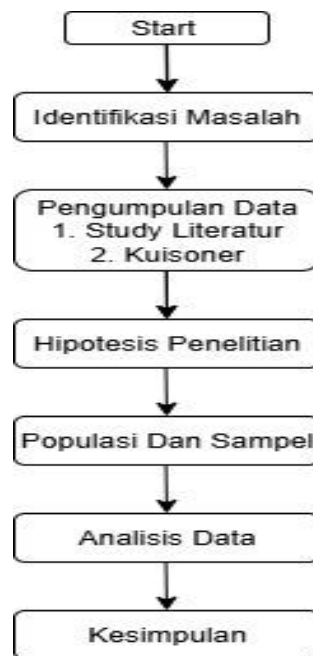 Start
Identifikasi Masalah
Pengumpulan Data
1. Study Literatur
2. Kuisoner
Hipotesis Penelitian
Populasi Dan Sampel
Analisis Data
Kesimpulan